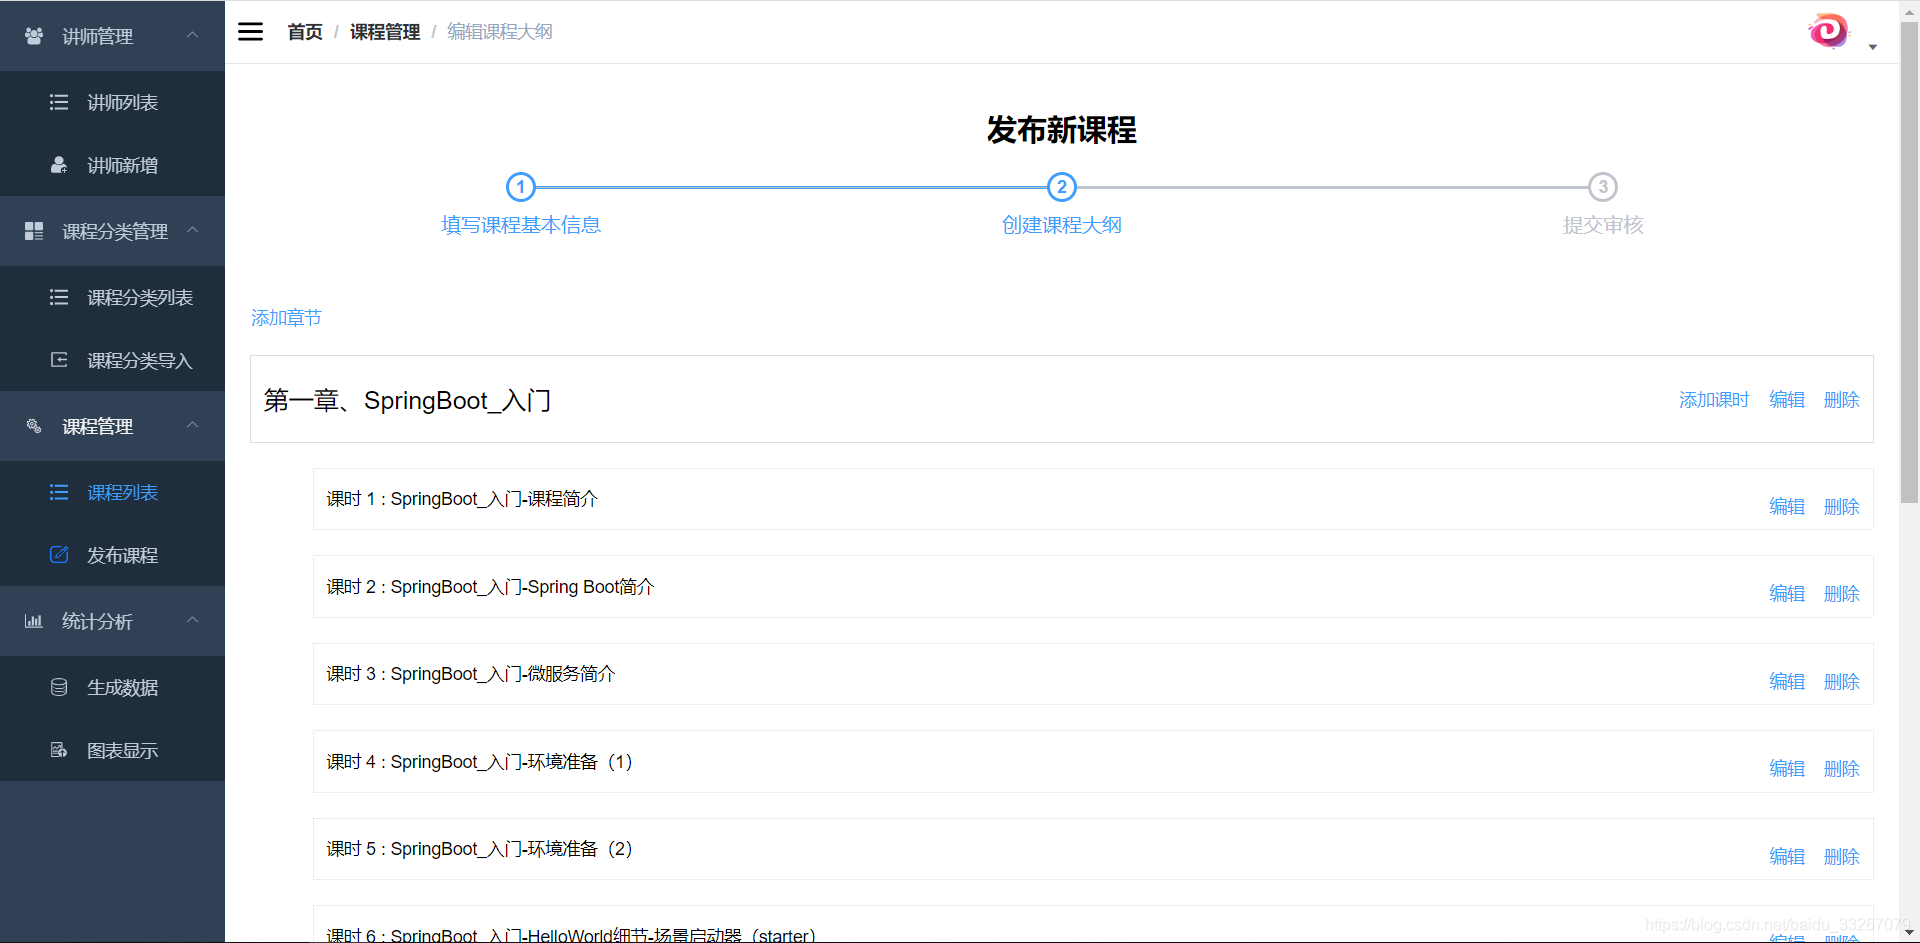 讲师管理
讲师列表
讲师新增
课程分类管理
课程分类列表
课程分类导入
课程管理
课程列表
发布课程
统计分析
生成数据
图表显示
首页 / 课程管理 / 编辑课程大纲
发布新课程
1 2 3
填写课程基本信息 创建课程大纲 提交审核
添加章节
第一章、SpringBoot_入门 添加课时 编辑 删除
课时 1 : SpringBoot_入门-课程简介 编辑 删除
课时 2 : SpringBoot_入门-Spring Boot简介 编辑 删除
课时 3 : SpringBoot_入门-微服务简介 编辑 删除
课时 4 : SpringBoot_入门-环境准备（1） 编辑 删除
课时 5 : SpringBoot_入门-环境准备（2） 编辑 删除
课时 6 : SpringBoot_入门-HelloWorld细节-场景启动器（starter） 编辑 删除
https://blog.csdn.net/baidu_33267079